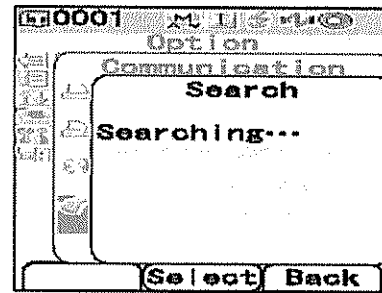 0001
Option
Communication
Search
Searching...
Select Back